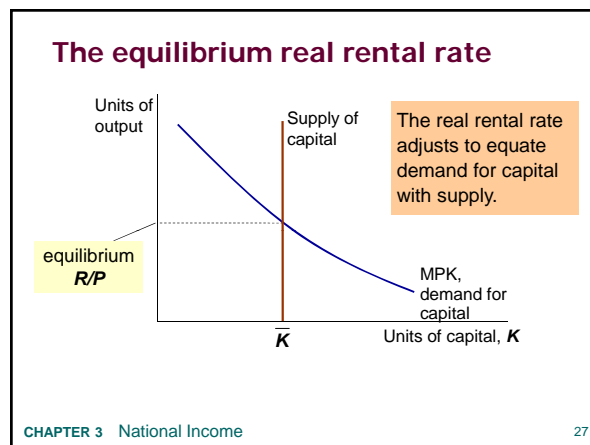 The equilibrium real rental rate
Units of
output
Supply of
capital
The real rental rate
adjusts to equate
demand for capital
with supply.
equilibrium
R/P
MPK,
demand for
capital
K̅
Units of capital, K
CHAPTER 3 National Income
27